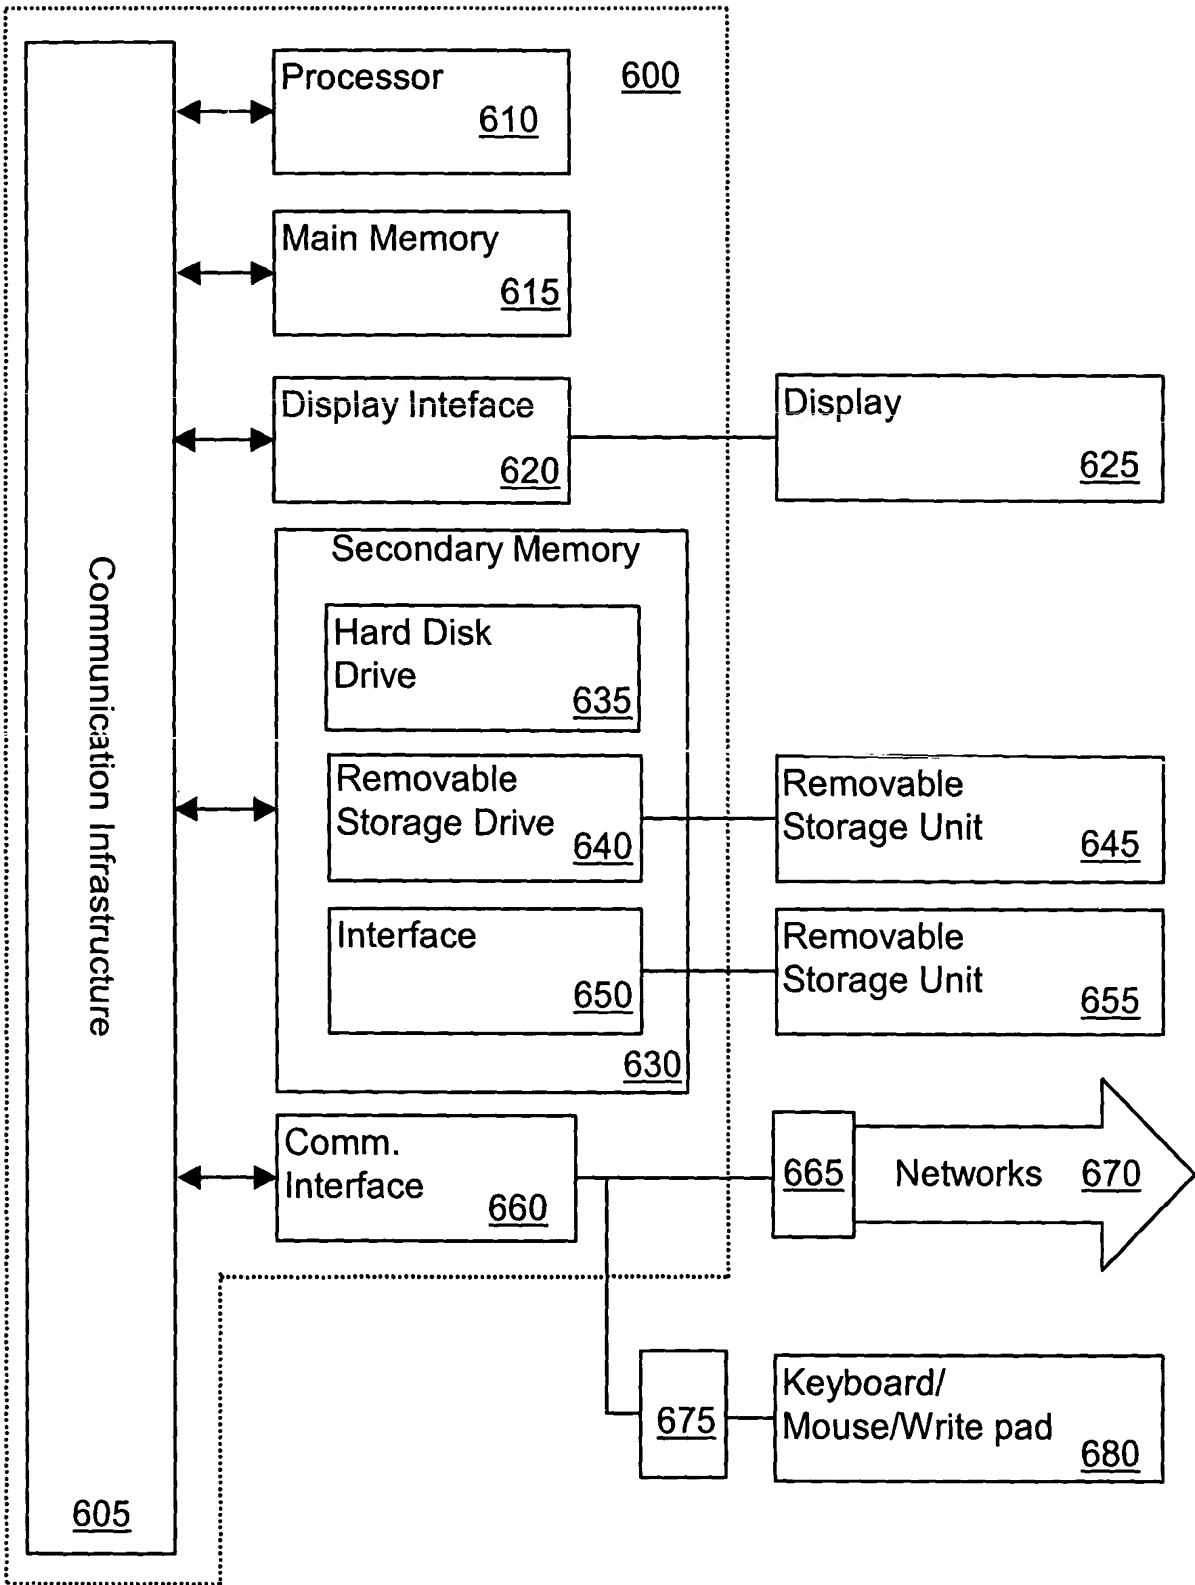 Processor
600
610
Main Memory
615
Display Inteface
620
Display
625
Communication Infrastructure
605
Secondary Memory
Hard Disk
Drive
635
Removable
Storage Drive
640
Removable
Storage Unit
645
Interface
650
Removable
Storage Unit
655
630
Comm.
Interface
660
665
Networks 670
675
Keyboard/
Mouse/Write pad
680